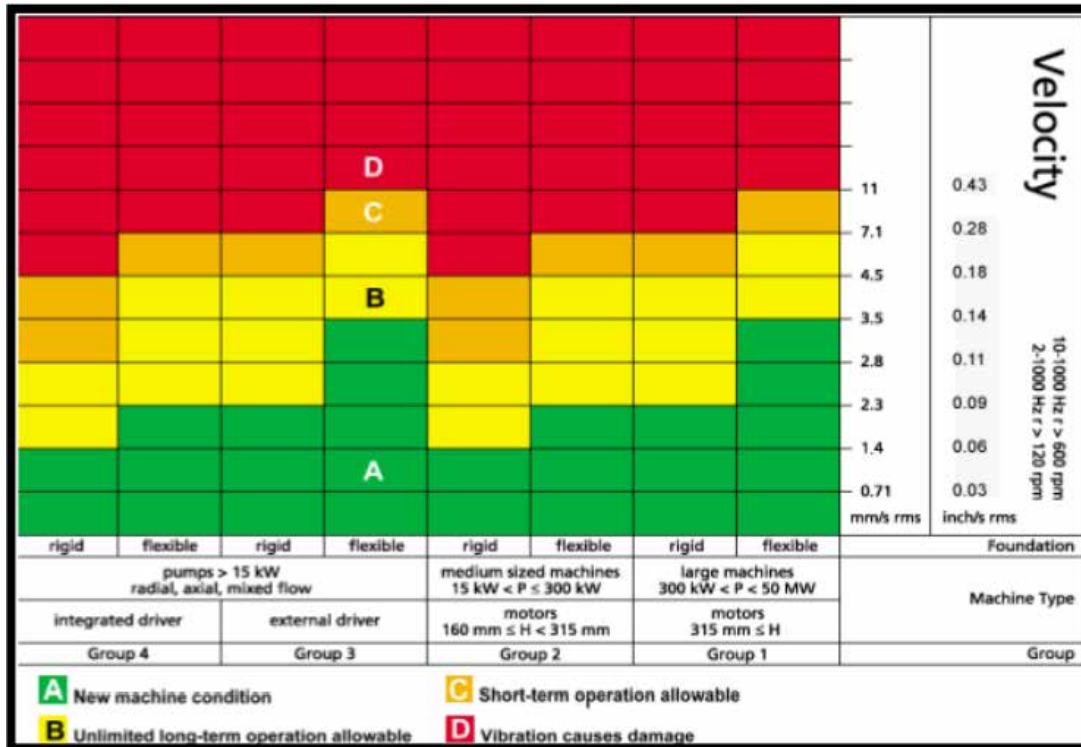 Velocity
10-1000 Hz r > 600 rpm
2-1000 Hz r > 120 rpm
D
C
B
A
11 0.43
7.1 0.28
4.5 0.18
3.5 0.14
2.8 0.11
2.3 0.09
1.4 0.06
0.71 0.03
mm/s rms inch/s rms
rigid flexible rigid flexible rigid flexible rigid flexible Foundation
pumps > 15 kW
radial, axial, mixed flow
medium sized machines
15 kW < P ≤ 300 kW
large machines
300 kW < P < 50 MW
Machine Type
integrated driver external driver
motors
160 mm ≤ H < 315 mm
motors
315 mm ≤ H
Group 4 Group 3 Group 2 Group 1 Group
A New machine condition
C Short-term operation allowable
B Unlimited long-term operation allowable
D Vibration causes damage